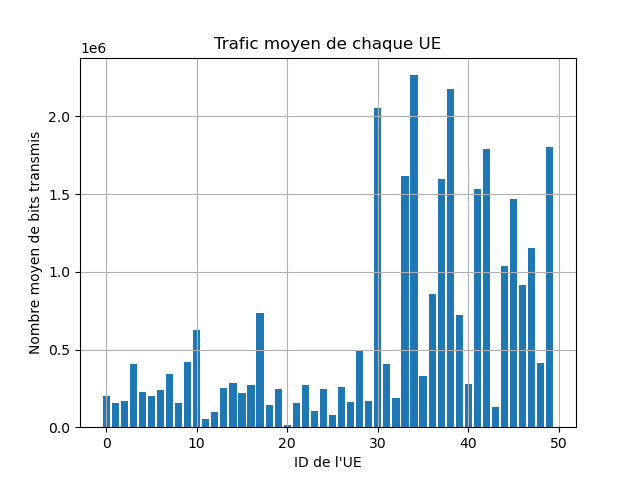 Trafic moyen de chaque UE
1e6
Nombre moyen de bits transmis
2.0
1.5
1.0
0.5
0.0
0 10 20 30 40 50
ID de l'UE